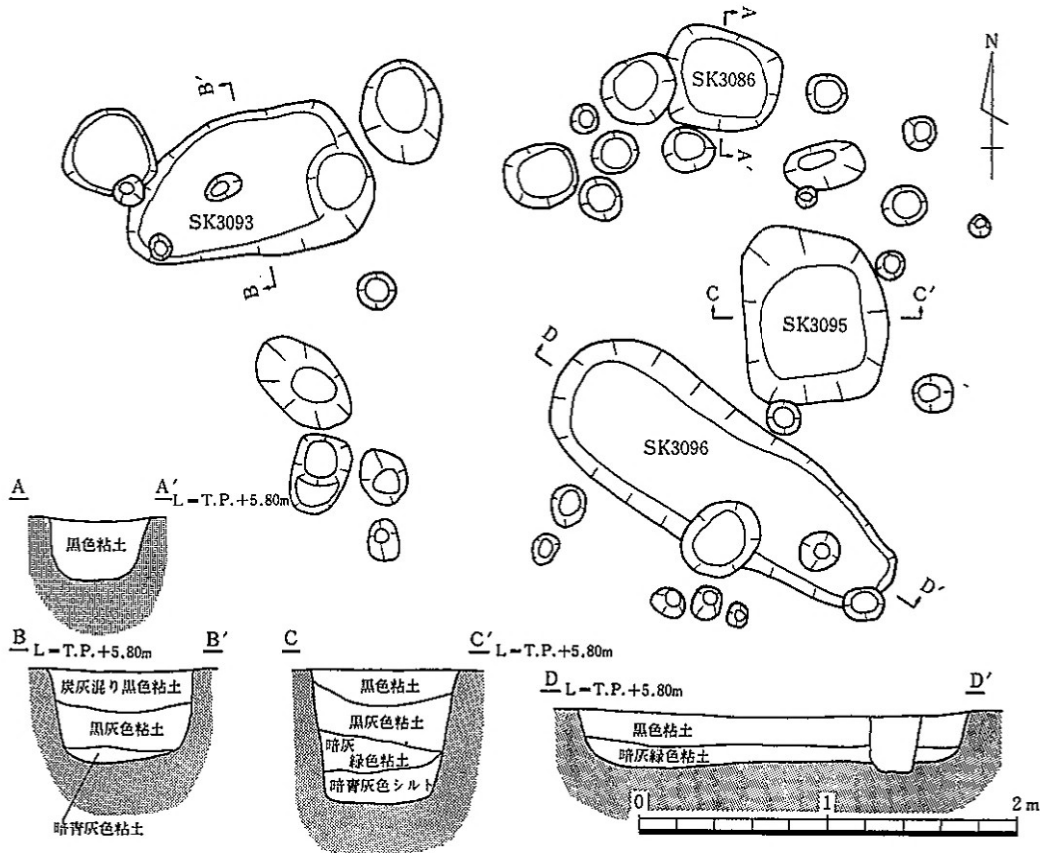 A
SK3086
A'
N
B'
SK3093
B
C
SK3095
C'
D
SK3096
D'
A
A'
L=T.P.+5.80m
黒色粘土
B
L=T.P.+5.80m
B'
炭灰混り黒色粘土
黒灰色粘土
暗青灰色粘土
C
C'
L=T.P.+5.80m
黒色粘土
黒灰色粘土
暗灰
緑色粘土
暗青灰色シルト
D
L=T.P.+5.80m
D'
黒色粘土
暗灰緑色粘土
0
1
2m